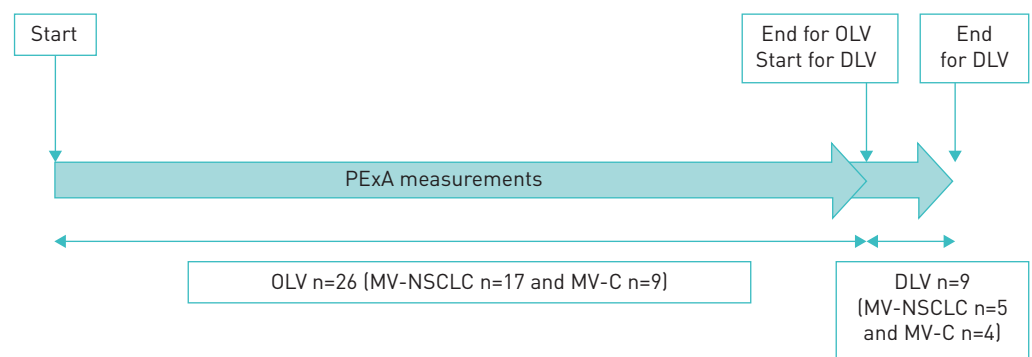 Start
End for OLV
Start for DLV
End
for DLV
PExA measurements
OLV n=26 (MV-NSCLC n=17 and MV-C n=9)
DLV n=9
(MV-NSCLC n=5
and MV-C n=4)